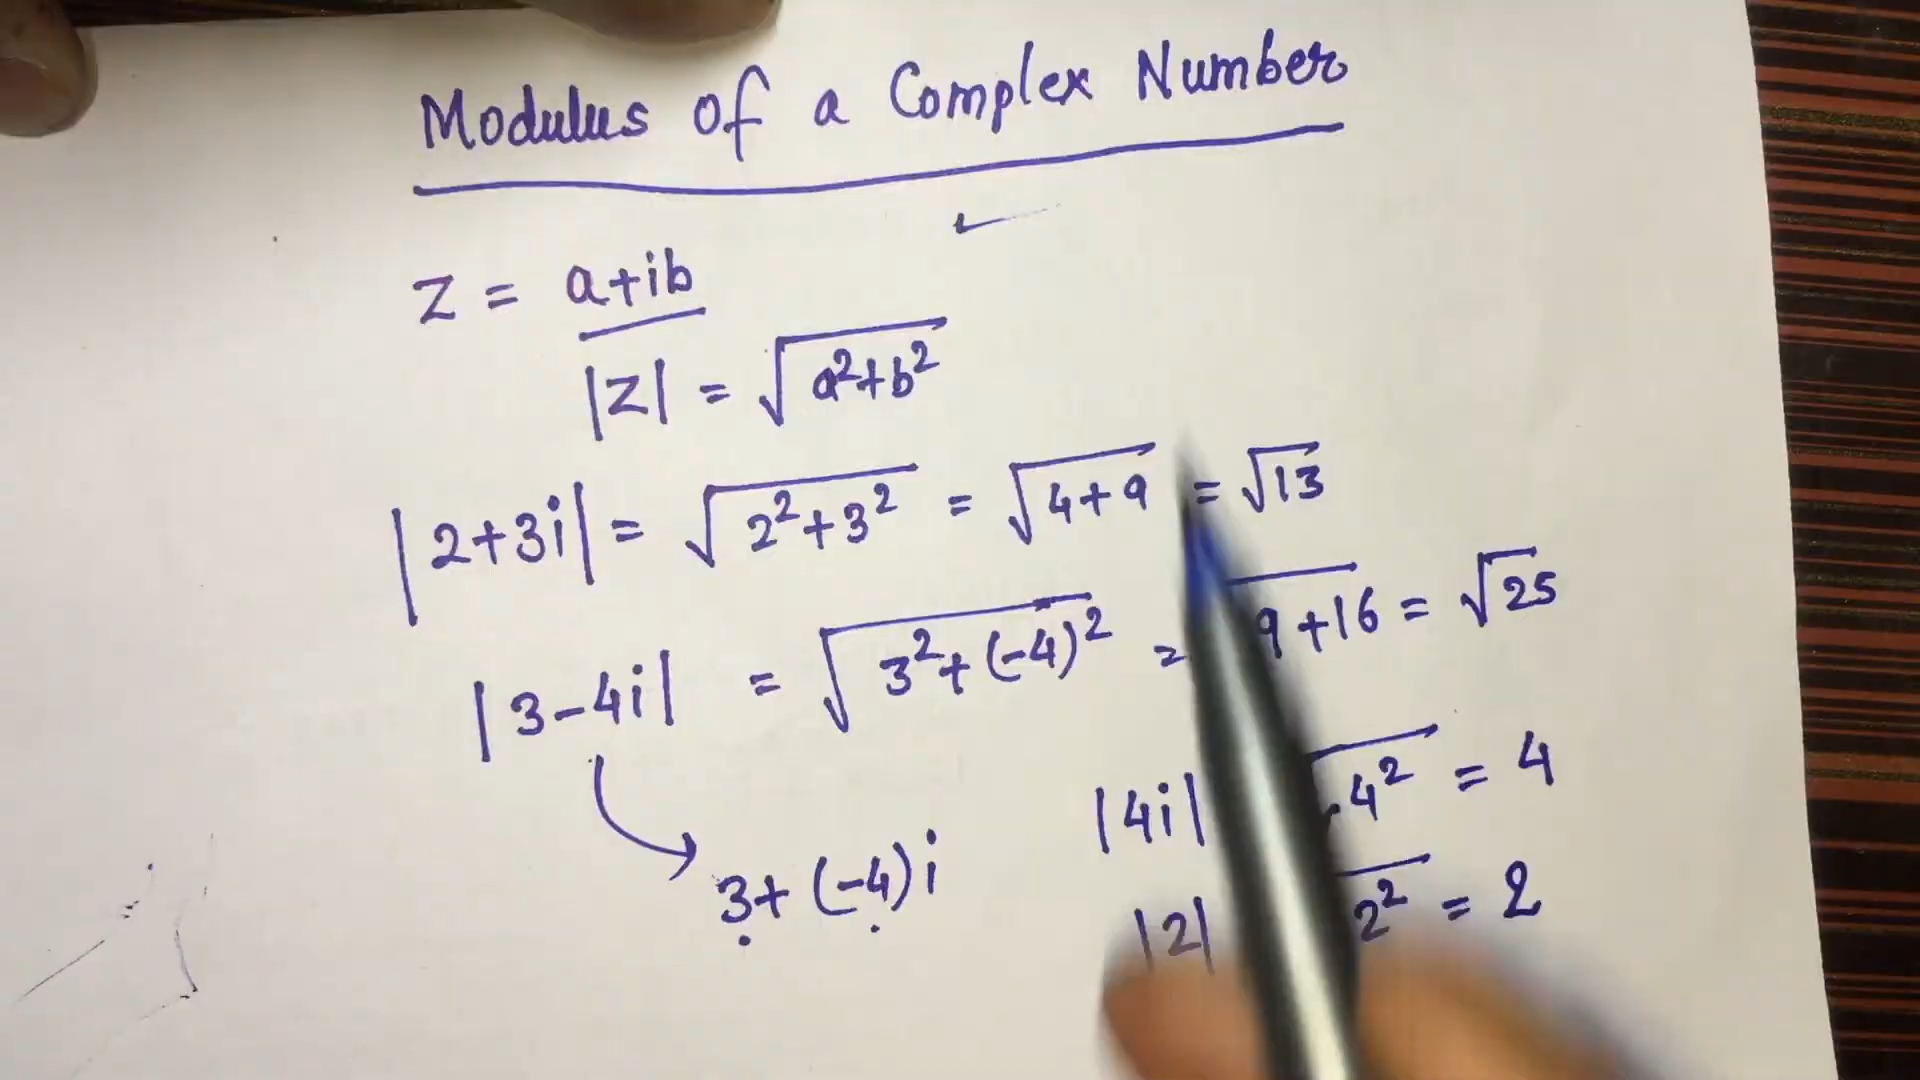 Modulus of a Complex Number
Z = a+ib
|Z| = √a²+b²
|2+3i| = √2²+3² = √4+9 = √13
|3-4i| = √3²+(-4)² = 9+16 = √25
3+(-4)i
|4i| 4² = 4
|2| 2² = 2